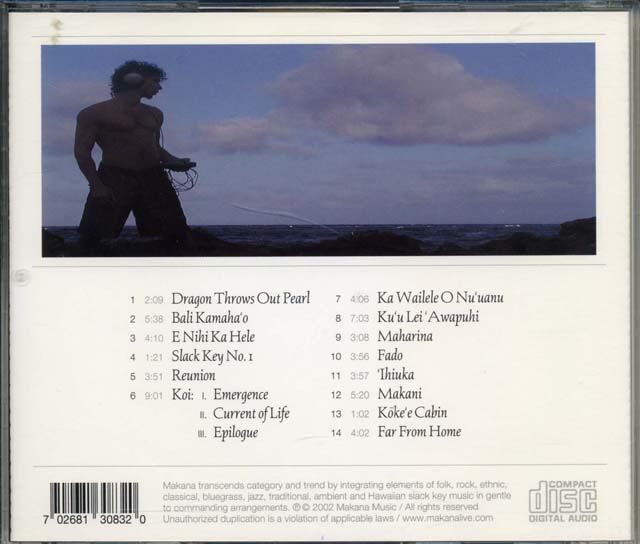 1 2:09 Dragon Throws Out Pearl
2 5:38 Bali Kamaha'o
3 4:10 E Nihi Ka Hele
4 1:21 Slack Key No. 1
5 3:51 Reunion
6 9:01 Koi: I. Emergence
II. Current of Life
III. Epilogue
7 4:06 Ka Wailele O Nu'uanu
8 7:03 Ku'u Lei 'Awapuhi
9 3:08 Maharina
10 3:56 Fado
11 3:57 'Ihiuka
12 5:20 Makani
13 1:02 Kōke'e Cabin
14 4:02 Far From Home
7 02681 30832 0
Makana transcends category and trend by integrating elements of folk, rock, ethnic,
classical, bluegrass, jazz, traditional, ambient and Hawaiian slack key music in gentle
to commanding arrangements. ℗ © 2002 Makana Music / All rights reserved
Unauthorized duplication is a violation of applicable laws / www.makanalive.com
COMPACT
disc
DIGITAL AUDIO